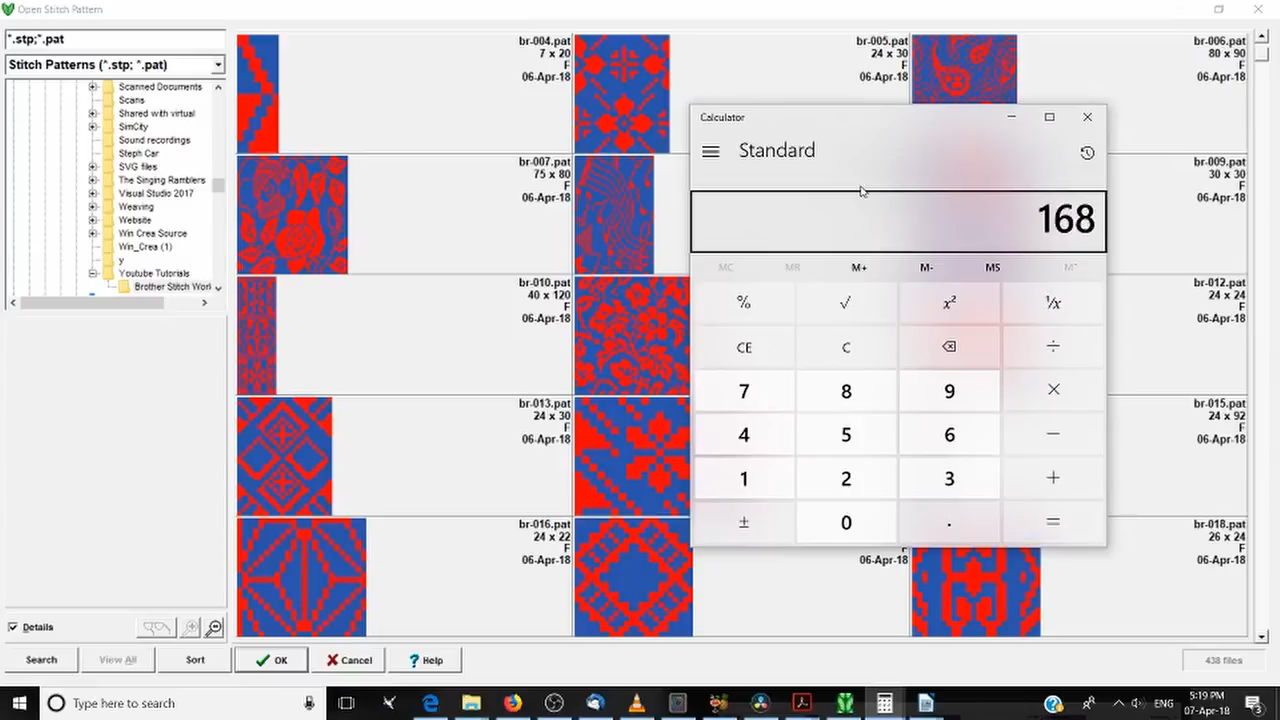 Open Stitch Pattern
*.stp;*.pat
Stitch Patterns (*.stp; *.pat)
Scanned Documents
Scans
Shared with virtual
SimCity
Sound recordings
Steph Car
SVG files
The Singing Ramblers
Visual Studio 2017
Weaving
Website
Win Crea Source
Win_Crea (1)
y
Youtube Tutorials
Brother Stitch Worl
Details
Search
View All
Sort
OK
Cancel
Help
438 files
br-004.pat
7 x 20
F
06-Apr-18
br-005.pat
24 x 30
F
06-Apr-18
br-006.pat
80 x 90
F
06-Apr-18
br-007.pat
75 x 80
F
06-Apr-18
br-009.pat
30 x 30
F
06-Apr-18
br-010.pat
40 x 120
F
06-Apr-18
br-012.pat
24 x 24
F
06-Apr-18
br-013.pat
24 x 30
F
06-Apr-18
br-015.pat
24 x 92
F
06-Apr-18
br-016.pat
24 x 22
F
06-Apr-18
F
06-Apr-18
br-018.pat
26 x 24
F
06-Apr-18
Calculator
Standard
168
MC MR M+ M- MS M˅
% √ x² ¹/x
CE C ⌫ ÷
7 8 9 ×
4 5 6 −
1 2 3 +
± 0 . =
Type here to search
ENG
5:19 PM
07-Apr-18
3